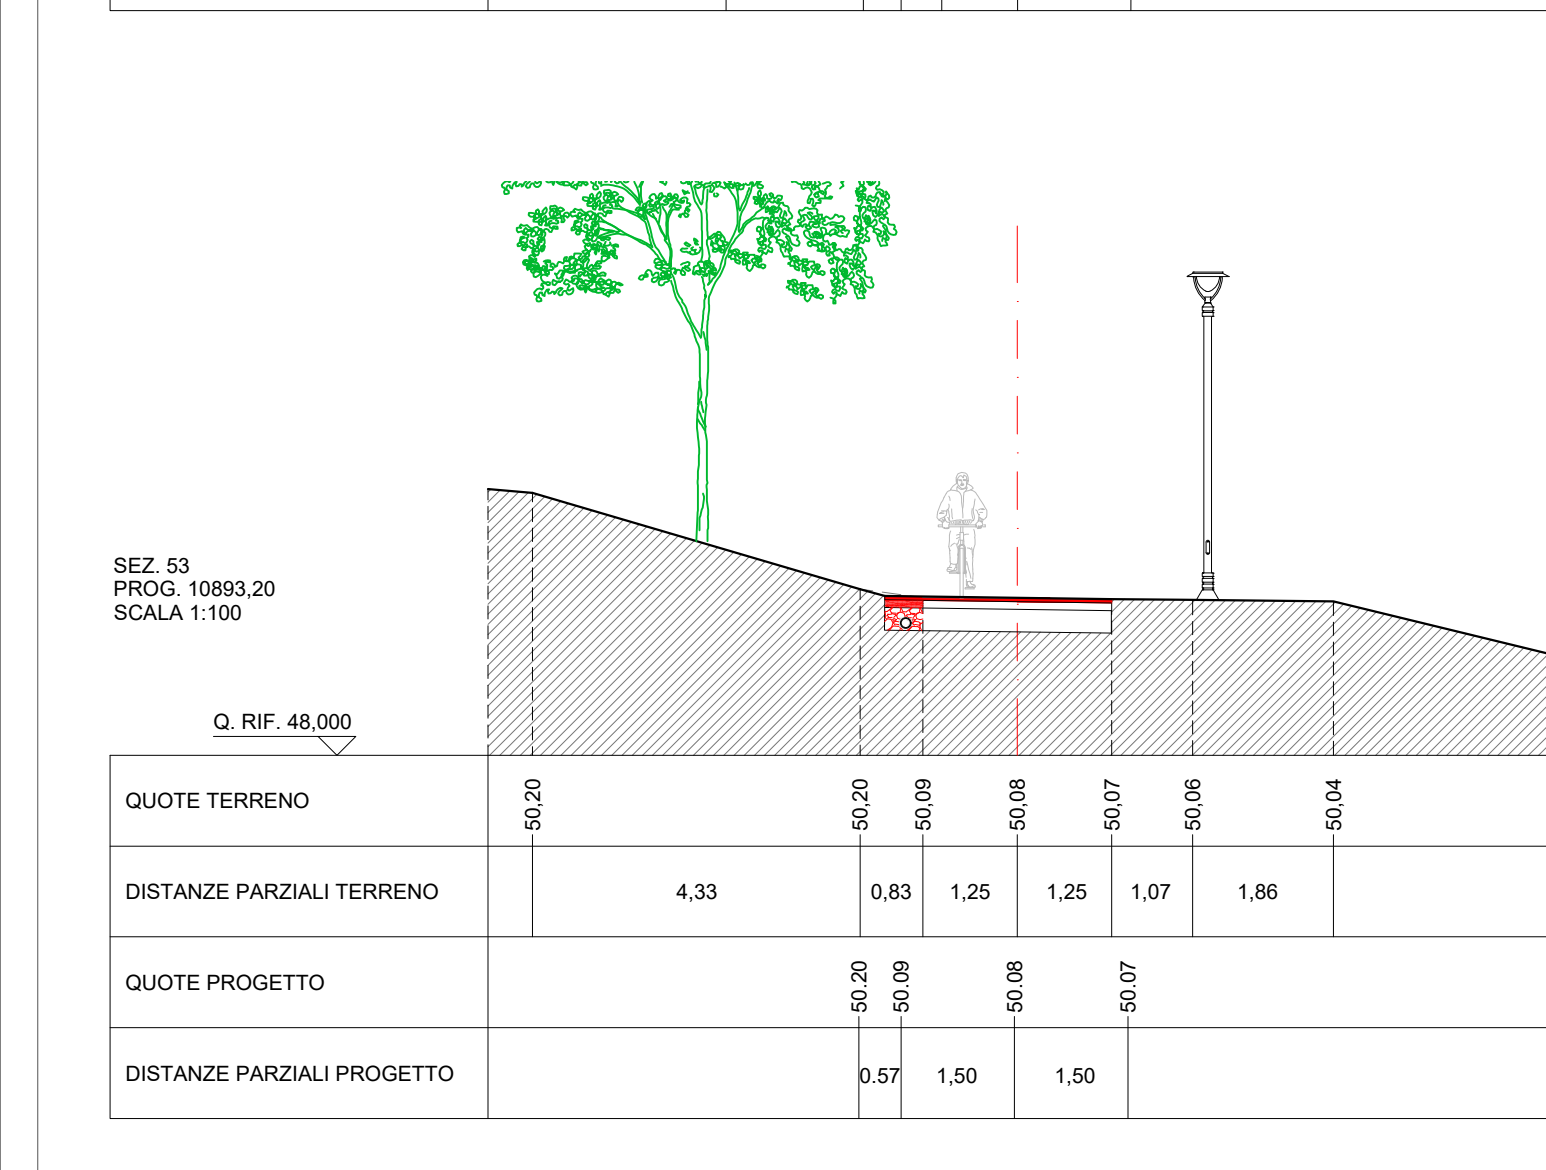 SEZ. 53
PROG. 10893,20
SCALA 1:100
Q. RIF. 48,000
QUOTE TERRENO 50,20 50,20 50,09 50,08 50,07 50,06 50,04
DISTANZE PARZIALI TERRENO 4,33 0,83 1,25 1,25 1,07 1,86
QUOTE PROGETTO 50.20 50.09 50.08 50.07
DISTANZE PARZIALI PROGETTO 0.57 1,50 1,50